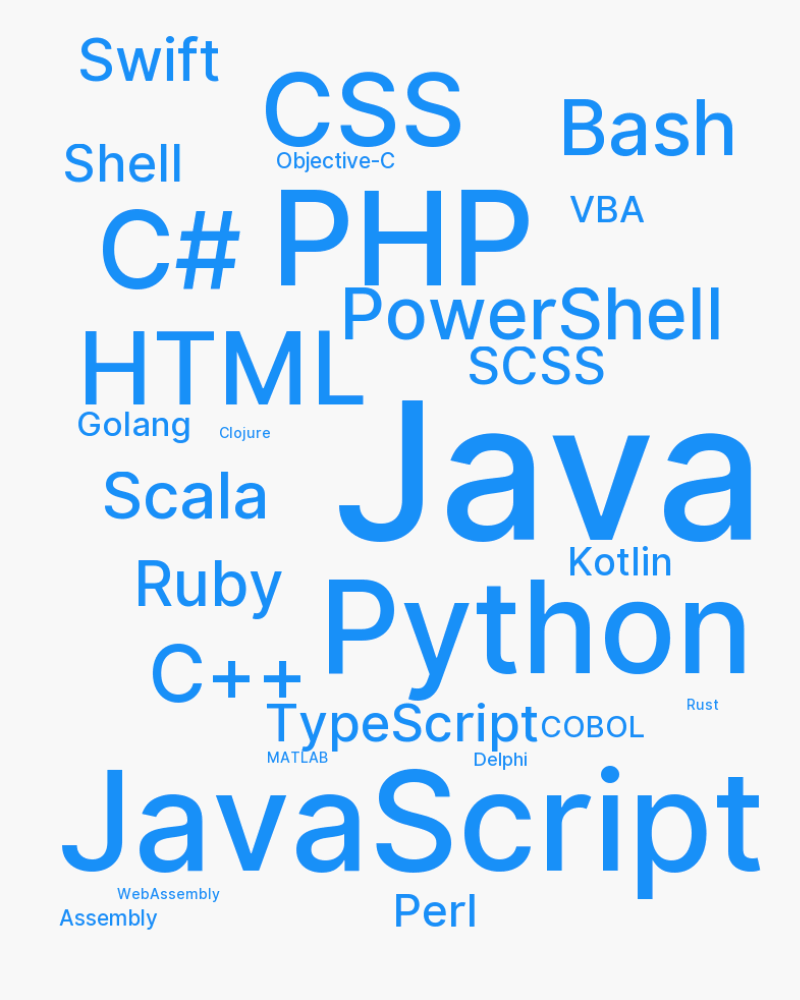 Swift
CSS
Bash
Shell
Objective-C
VBA
C# PHP
PowerShell
HTML
SCSS
Golang
Clojure
Java
Scala
Kotlin
Ruby
Python
C++
Rust
TypeScript
COBOL
MATLAB
Delphi
JavaScript
WebAssembly
Perl
Assembly